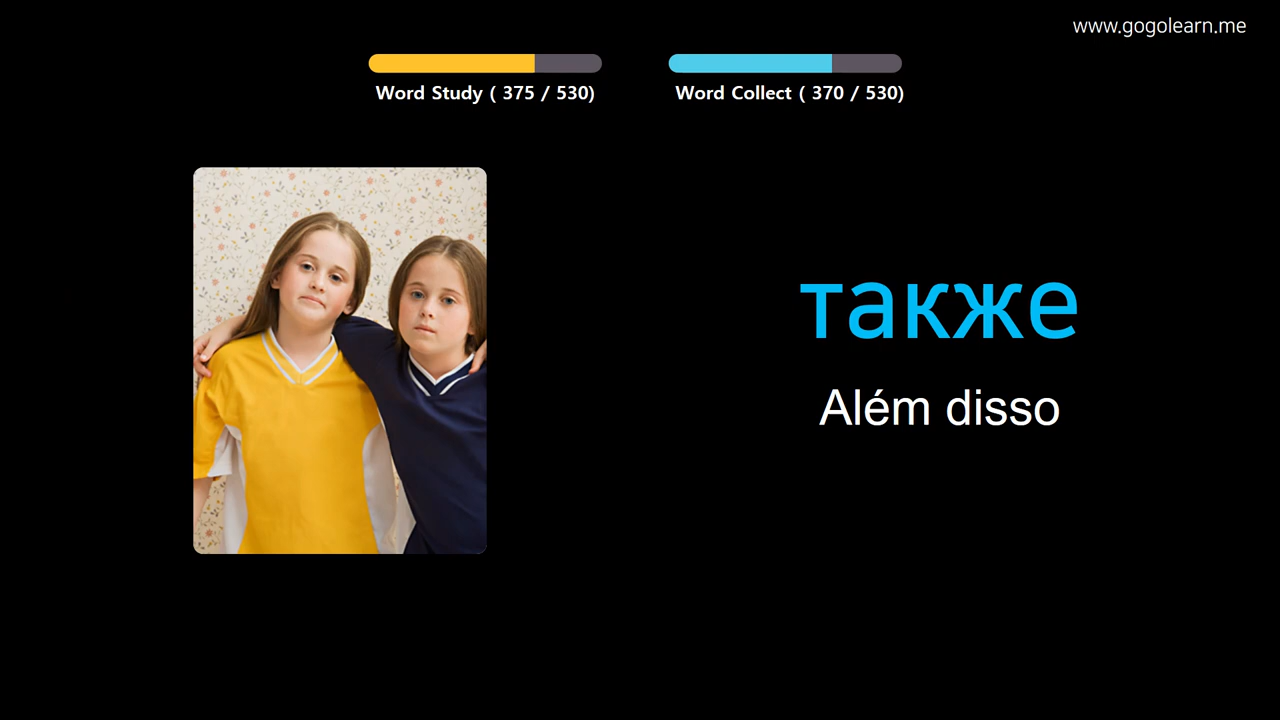 www.gogolearn.me
Word Study ( 375 / 530)
Word Collect ( 370 / 530)
также
Além disso